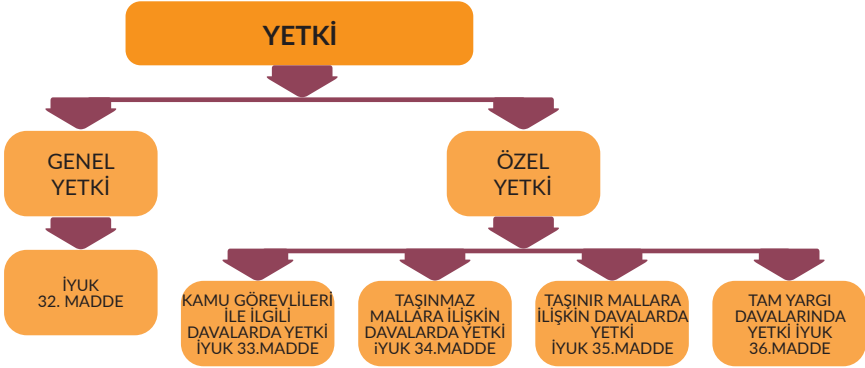 YETKİ
GENEL
YETKİ
ÖZEL
YETKİ
İYUK
32. MADDE
KAMU GÖREVLİLERİ
İLE İLGİLİ
DAVALARDA YETKİ
İYUK 33.MADDE
TAŞINMAZ
MALLARA İLİŞKİN
DAVALARDA YETKİ
iYUK 34.MADDE
TAŞINIR MALLARA
İLİŞKİN DAVALARDA
YETKİ
İYUK 35.MADDE
TAM YARGI
DAVALARINDA
YETKİ İYUK
36.MADDE